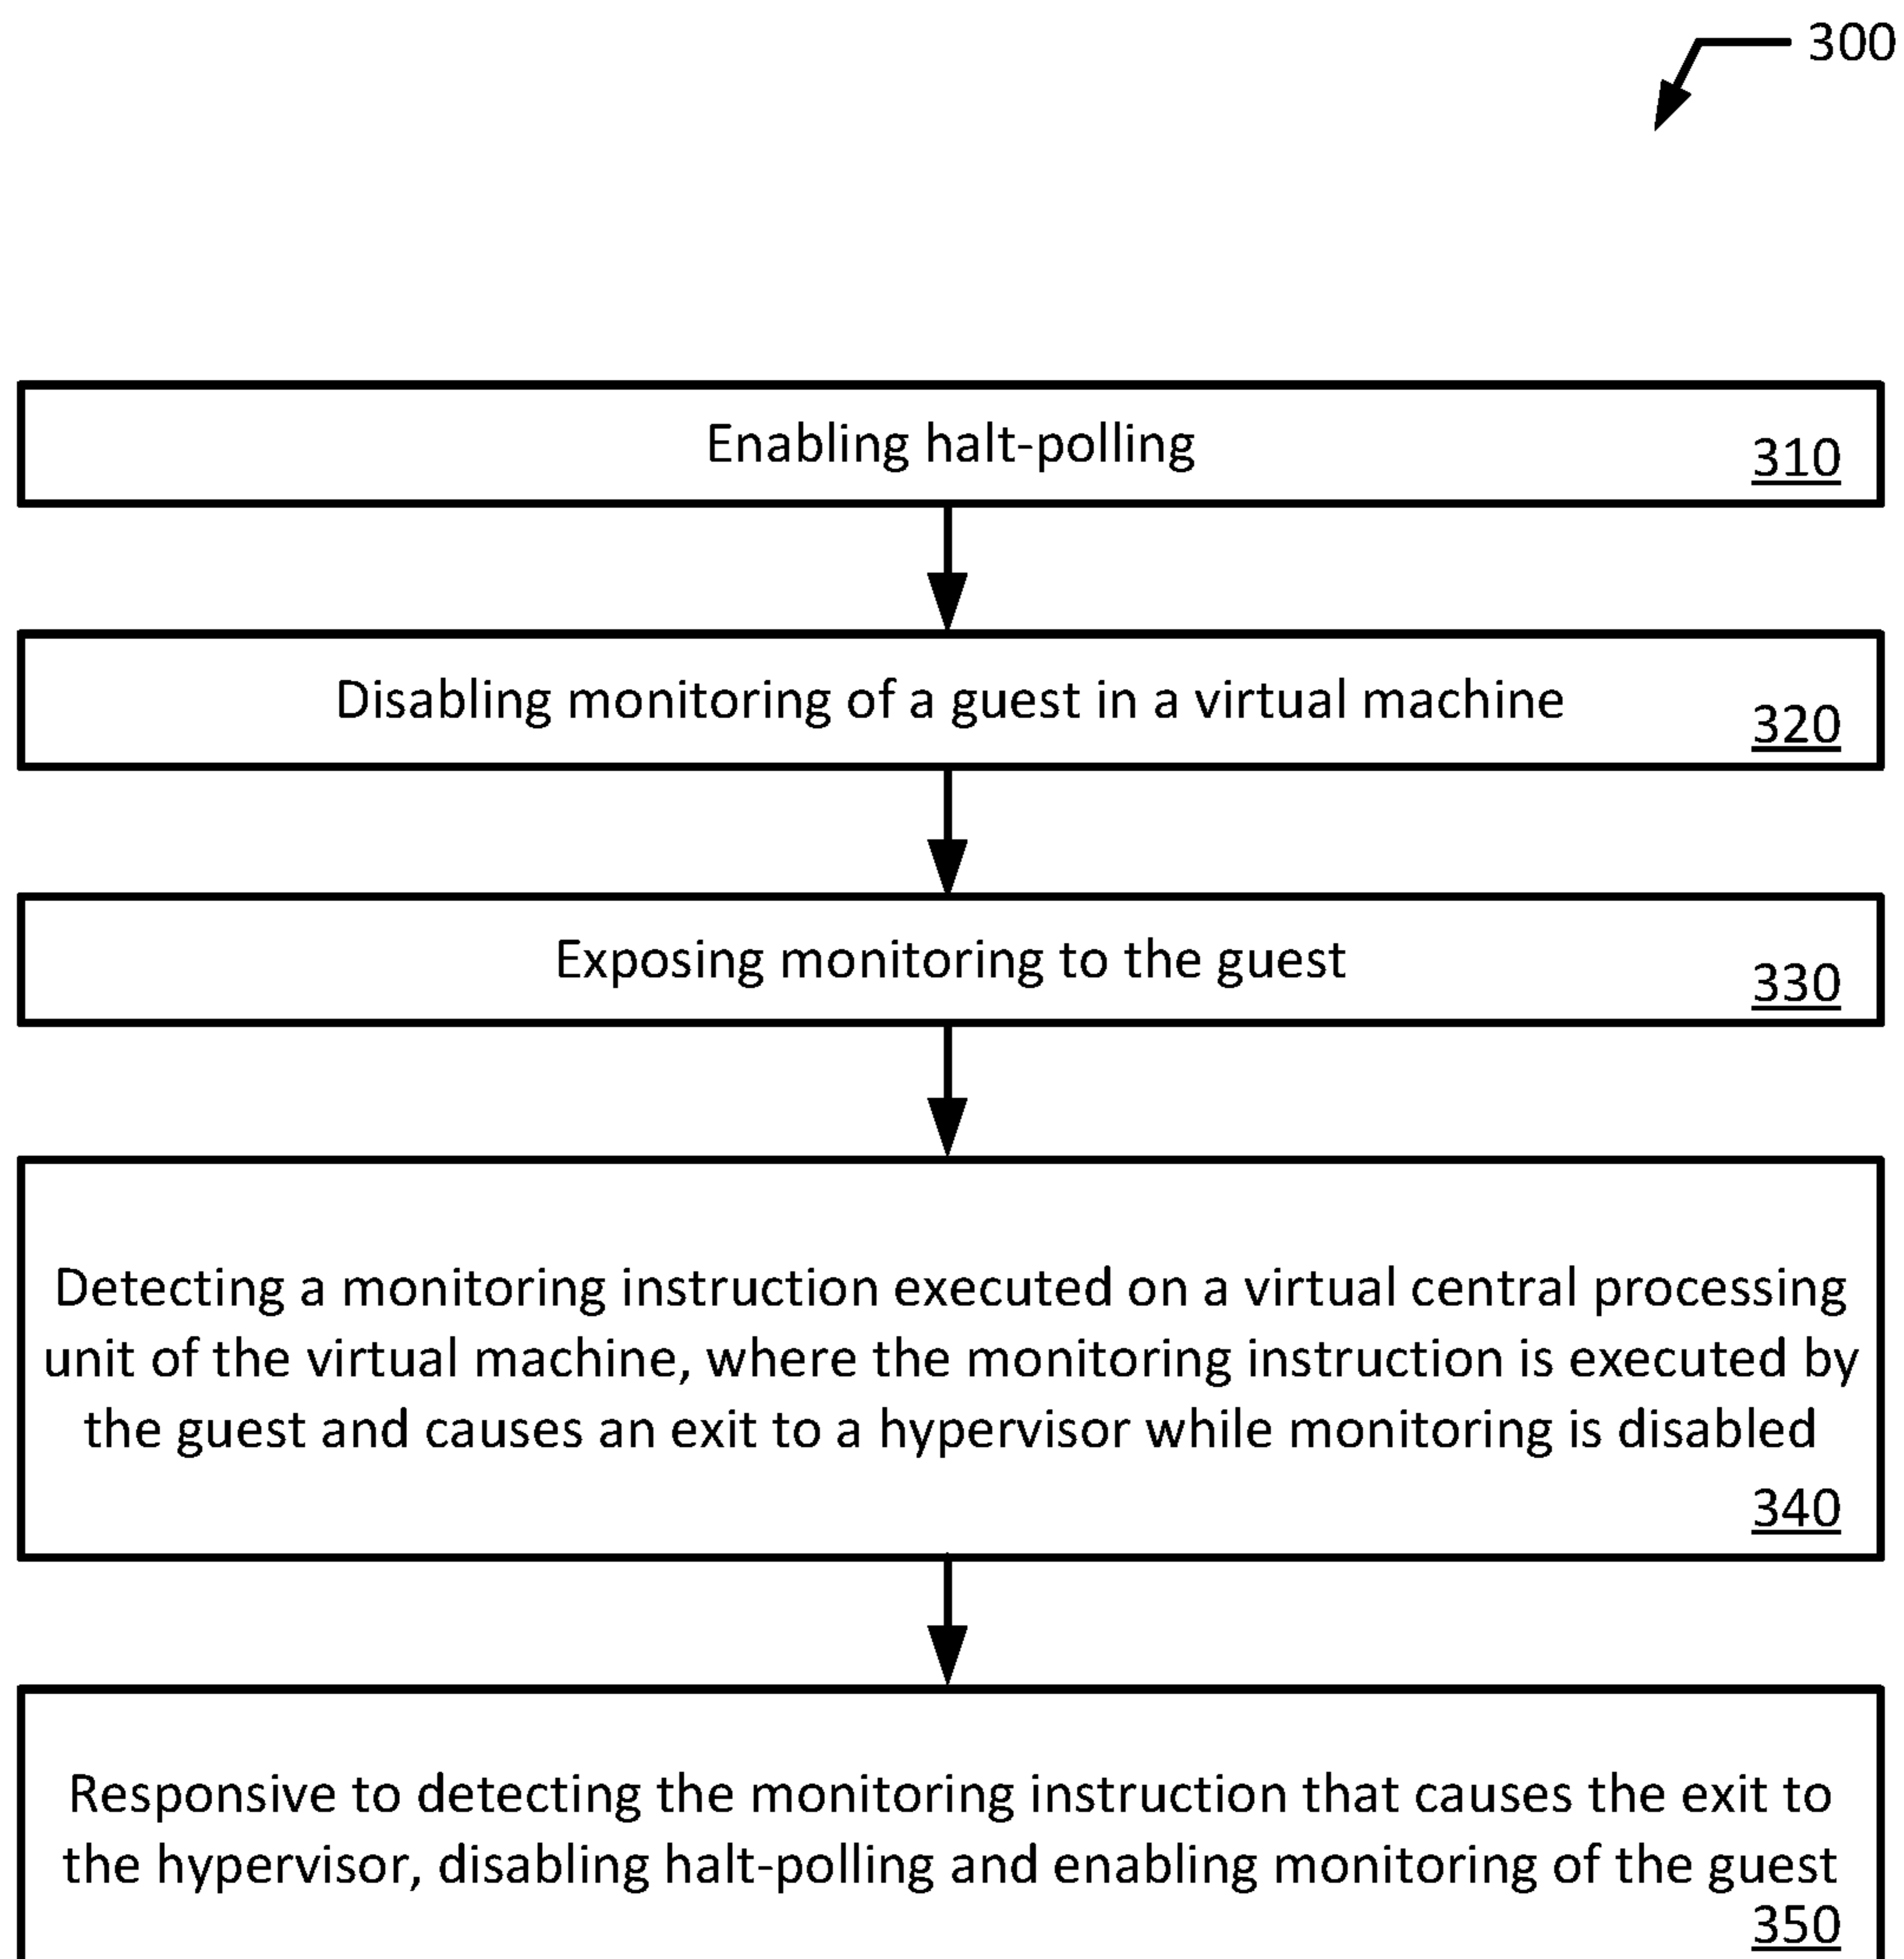 300
Enabling halt-polling
310
Disabling monitoring of a guest in a virtual machine
320
Exposing monitoring to the guest
330
Detecting a monitoring instruction executed on a virtual central processing
unit of the virtual machine, where the monitoring instruction is executed by
the guest and causes an exit to a hypervisor while monitoring is disabled
340
Responsive to detecting the monitoring instruction that causes the exit to
the hypervisor, disabling halt-polling and enabling monitoring of the guest
350